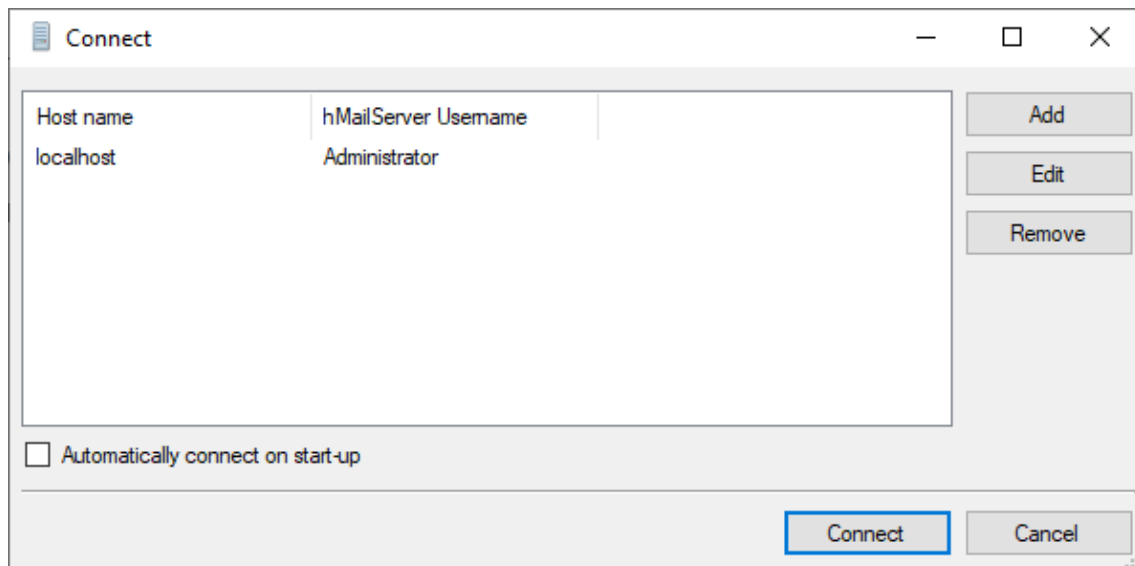 Connect
Host name hMailServer Username
localhost Administrator
Add
Edit
Remove
Automatically connect on start-up
Connect Cancel